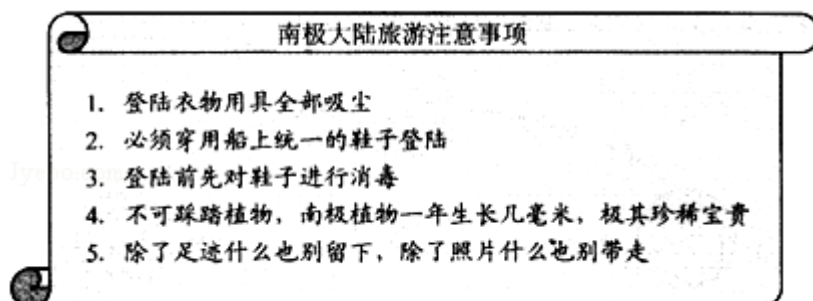 南极大陆旅游注意事项
1. 登陆衣物用具全部吸尘
2. 必须穿用船上统一的鞋子登陆
3. 登陆前先对鞋子进行消毒
4. 不可踩踏植物，南极植物一年生长几毫米，极其珍稀宝贵
5. 除了足迹什么也别留下，除了照片什么也别带走